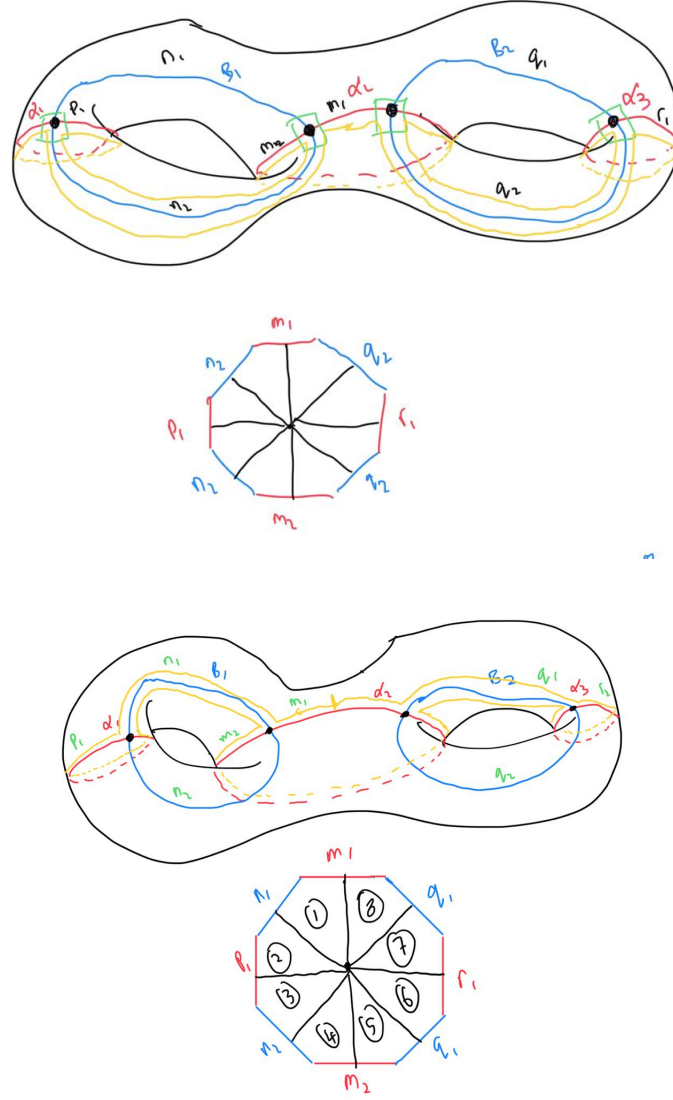 n₁ B₁ B₂ q₁
α₁ P₁ m₁ α₂ α₃ r₁
m₂
n₂ q₂
m₁
n₂ q₂
P₁ r₁
n₂ q₂
m₂
n₁ B₁ B₂ q₁
P₁ α₁ m₁ α₂ α₃ r₂
m₂
n₂ q₂
m₁
n₁ q₁
① ⑧
P₁ ② ⑦ r₁
③ ⑥
④ ⑤
n₂ q₁
m₂